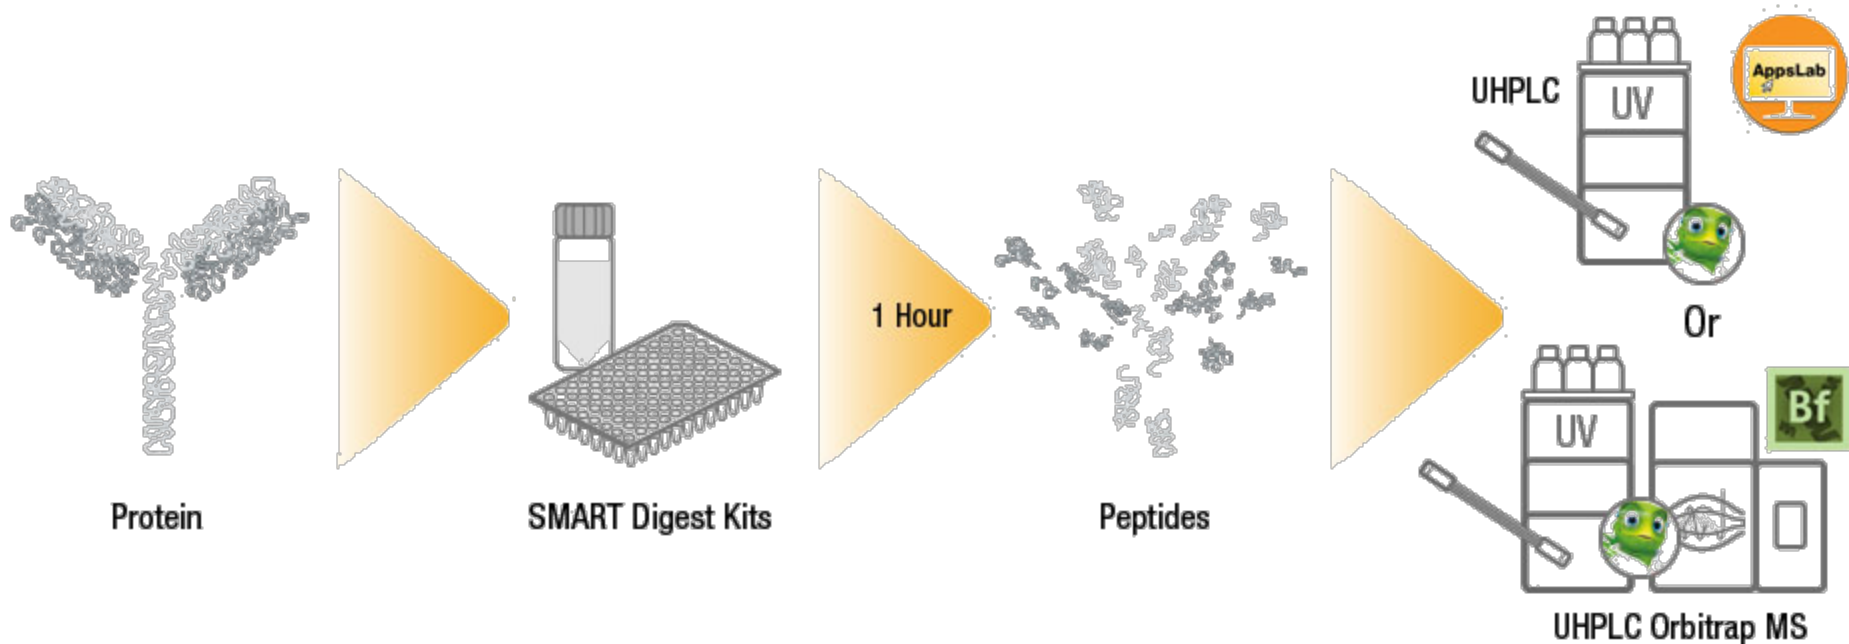 Protein
SMART Digest Kits
1 Hour
Peptides
UHPLC
UV
AppsLab
Or
UV
Bf
UHPLC Orbitrap MS